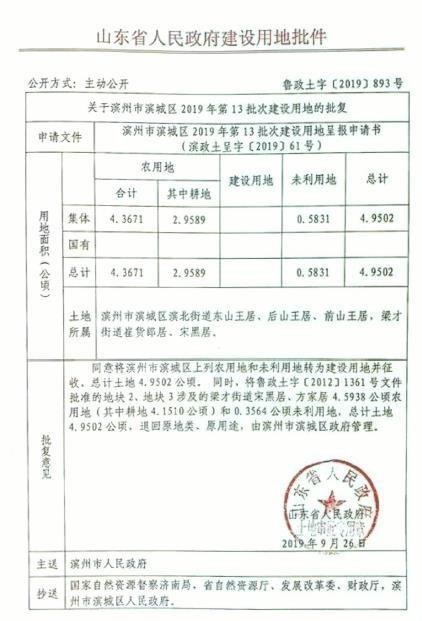 山东省人民政府建设用地批件
公开方式：主动公开
鲁政土字〔2019〕893号
关于滨州市滨城区2019年第13批次建设用地的批复
申请文件
滨州市滨城区2019年第13批次建设用地呈报申请书
（滨政土呈字〔2019〕61号）
用地面积（公顷）
农用地
建设用地
未利用地
总计
合计
其中耕地
集体
4.3671
2.9589
0.5831
4.9502
国有
总计
4.3671
2.9589
0.5831
4.9502
土地
所属
滨州市滨城区滨北街道东山王居、后山王居、前山王居，梁才
街道崔货郎居、宋黑居。
批复意见
同意将滨州市滨城区上列农用地和未利用地转为建设用地并征
收，总计土地4.9502公顷。同时，将鲁政土字〔2012〕1361号文件
批准的地块2、地块3涉及的梁才街道宋黑居、方家居4.5938公顷农
用地（其中耕地4.1510公顷）和0.3564公顷未利用地，总计土地
4.9502公顷，退回原地类、原用途，由滨州市滨城区政府管理。
山东省人民政府
山东省人民政府
土地审批专用章
2019年9月26日
主送
滨州市人民政府
抄送
国家自然资源督察济南局，省自然资源厅、发展改革委、财政厅，滨
州市滨城区人民政府。